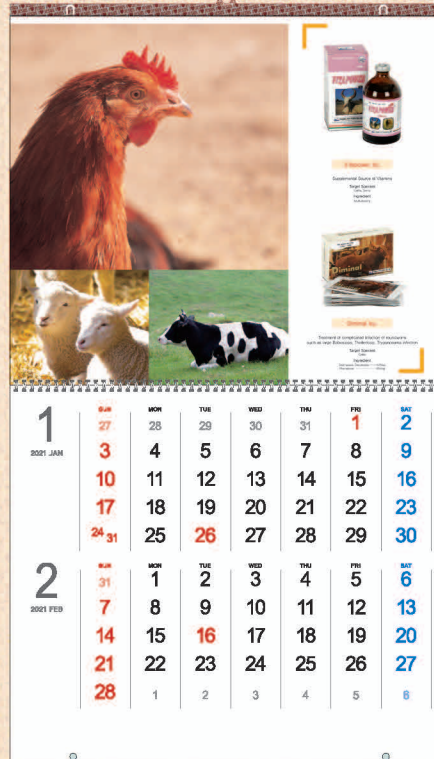 Supplemental Source of Vitamins
Target Species
Ingredient
Diminal
Target Species
Ingredient
1
2021 JAN
SUN MON TUE WED THU FRI SAT
27 28 29 30 31 1 2
3 4 5 6 7 8 9
10 11 12 13 14 15 16
17 18 19 20 21 22 23
24 31 25 26 27 28 29 30
2
2021 FEB
SUN MON TUE WED THU FRI SAT
31 1 2 3 4 5 6
7 8 9 10 11 12 13
14 15 16 17 18 19 20
21 22 23 24 25 26 27
28 1 2 3 4 5 6